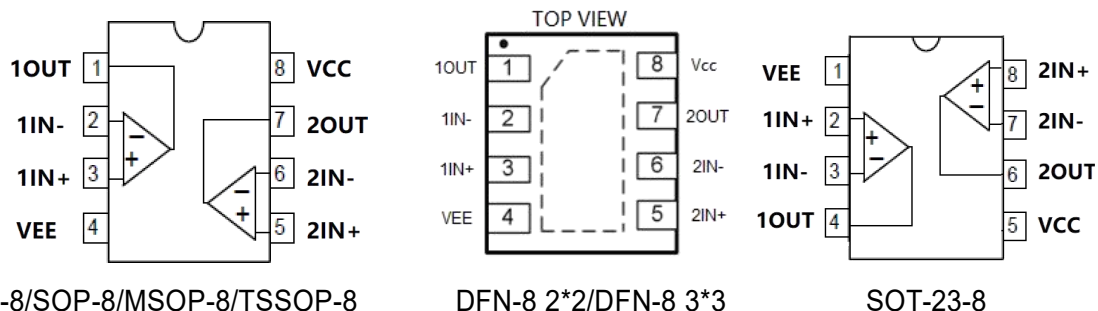 TOP VIEW
1OUT 1 8 VCC
1IN- 2 7 2OUT
1IN+ 3 6 2IN-
VEE 4 5 2IN+
− + − +
1OUT 1 8 Vcc
1IN- 2 7 2OUT
1IN+ 3 6 2IN-
VEE 4 5 2IN+
VEE 1 8 2IN+
1IN+ 2 7 2IN-
1IN- 3 6 2OUT
1OUT 4 5 VCC
+ − + −
-8/SOP-8/MSOP-8/TSSOP-8
DFN-8 2*2/DFN-8 3*3
SOT-23-8